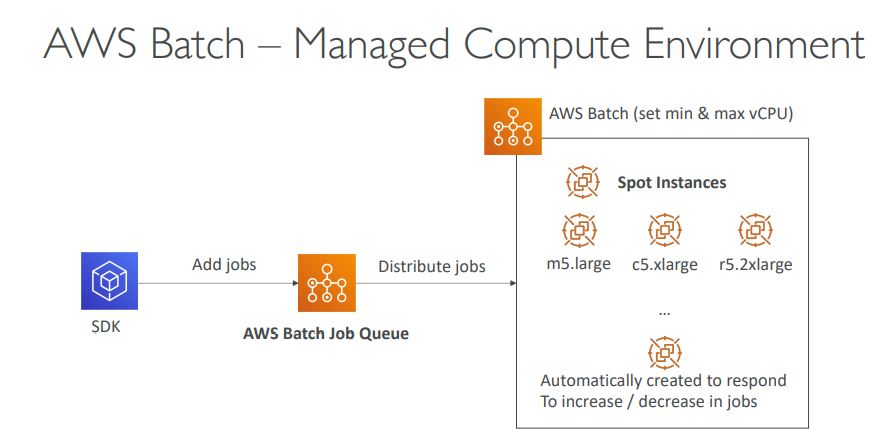 AWS Batch – Managed Compute Environment
AWS Batch (set min & max vCPU)
Spot Instances
m5.large
c5.xlarge
r5.2xlarge
Add jobs
Distribute jobs
SDK
AWS Batch Job Queue
...
Automatically created to respond
To increase / decrease in jobs